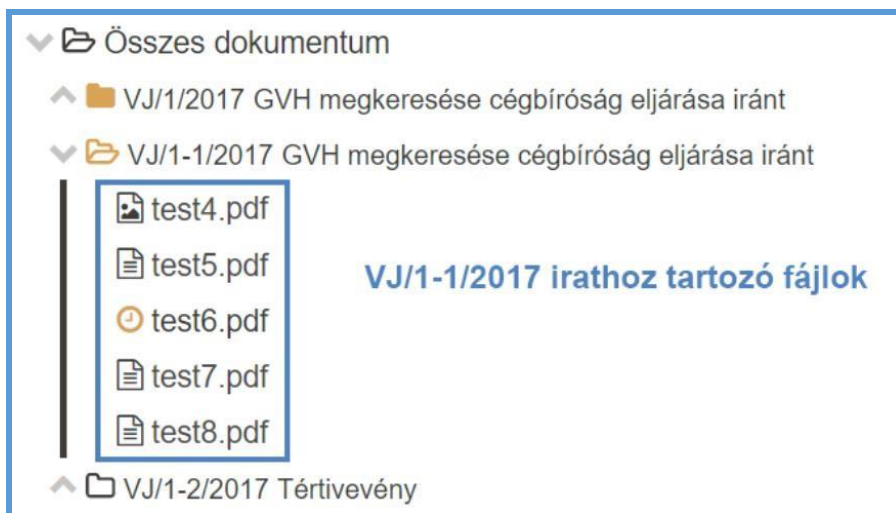 Összes dokumentum
VJ/1/2017 GVH megkeresése cégbíróság eljárása iránt
VJ/1-1/2017 GVH megkeresése cégbíróság eljárása iránt
test4.pdf
test5.pdf
VJ/1-1/2017 irathoz tartozó fájlok
test6.pdf
test7.pdf
test8.pdf
VJ/1-2/2017 Tértivevény